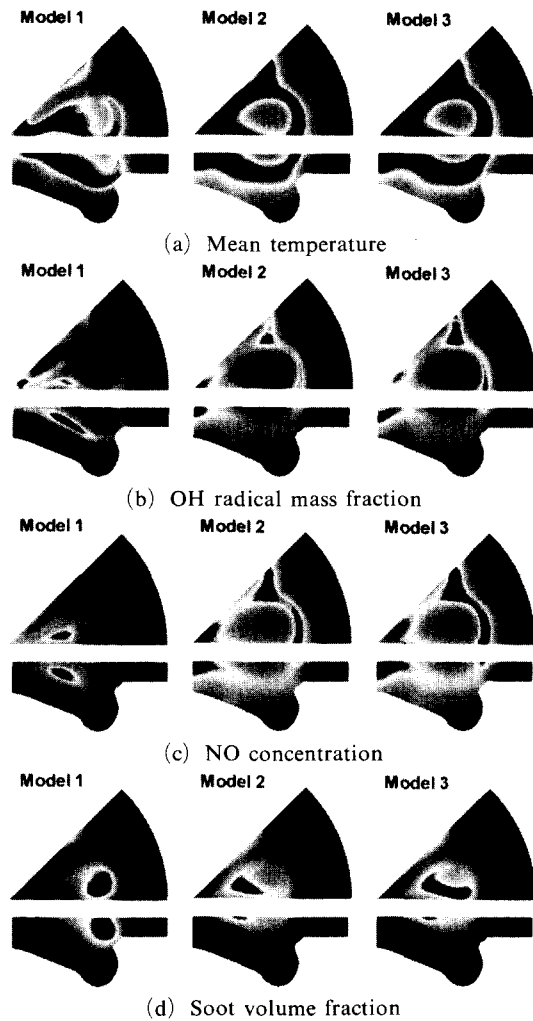 Model 1 Model 2 Model 3
(a) Mean temperature
Model 1 Model 2 Model 3
(b) OH radical mass fraction
Model 1 Model 2 Model 3
(c) NO concentration
Model 1 Model 2 Model 3
(d) Soot volume fraction